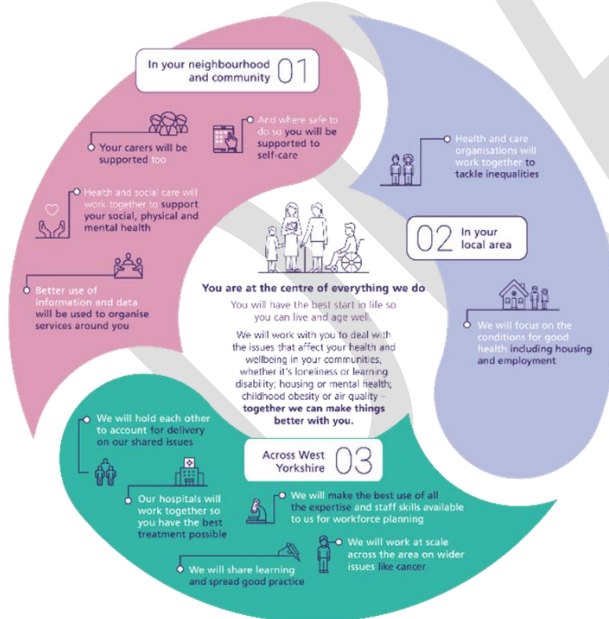 In your neighbourhood
and community
01
And where safe to
do so you will be
supported to
self-care
Your carers will be
supported too
Health and social care will
work together to support
your social, physical and
mental health
Better use of
information and data
will be used to organise
services around you
Health and care
organisations will
work together to
tackle inequalities
02
In your
local area
We will focus on the
conditions for good
health including housing
and employment
You are at the centre of everything we do
You will have the best start in life so
you can live and age well.
We will work with you to deal with
the issues that affect your health and
wellbeing in your communities,
whether it's loneliness or learning
disability; housing or mental health;
childhood obesity or air quality –
together we can make things
better with you.
Across West
Yorkshire
03
We will hold each other
to account for delivery
on our shared issues
Our hospitals will
work together so
you have the best
treatment possible
We will make the best use of all
the expertise and staff skills available
to us for workforce planning
We will share learning
and spread good practice
We will work at scale
across the area on wider
issues like cancer